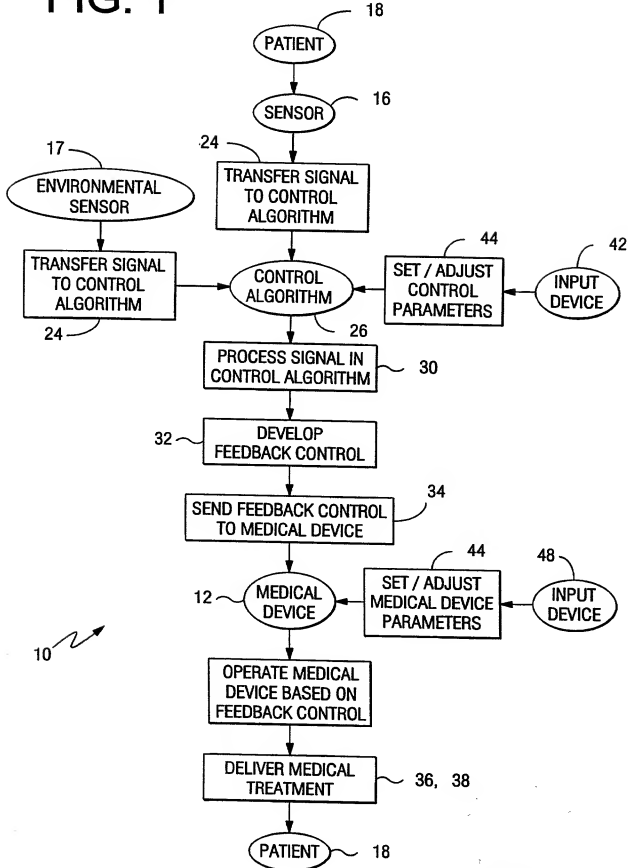 FIG. 1
18
PATIENT
16
SENSOR
24
TRANSFER SIGNAL
TO CONTROL
ALGORITHM
17
ENVIRONMENTAL
SENSOR
TRANSFER SIGNAL
TO CONTROL
ALGORITHM
24
CONTROL
ALGORITHM
26
44
SET / ADJUST
CONTROL
PARAMETERS
42
INPUT
DEVICE
PROCESS SIGNAL IN
CONTROL ALGORITHM
30
32
DEVELOP
FEEDBACK CONTROL
34
SEND FEEDBACK CONTROL
TO MEDICAL DEVICE
12
MEDICAL
DEVICE
44
SET / ADJUST
MEDICAL DEVICE
PARAMETERS
48
INPUT
DEVICE
10
OPERATE MEDICAL
DEVICE BASED ON
FEEDBACK CONTROL
DELIVER MEDICAL
TREATMENT
36, 38
PATIENT
18